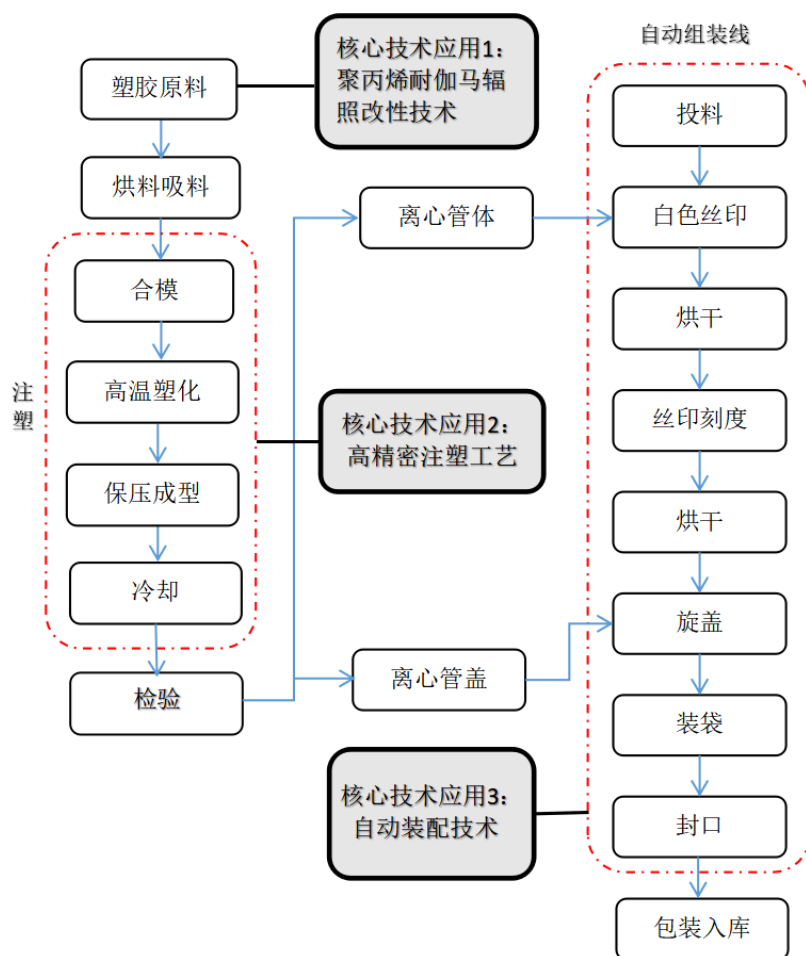 核心技术应用1：
聚丙烯耐伽马辐
照改性技术
自动组装线
塑胶原料
投料
烘料吸料
离心管体
白色丝印
合模
烘干
注
塑
高温塑化
核心技术应用2：
高精密注塑工艺
丝印刻度
保压成型
烘干
冷却
旋盖
检验
离心管盖
装袋
核心技术应用3：
自动装配技术
封口
包装入库